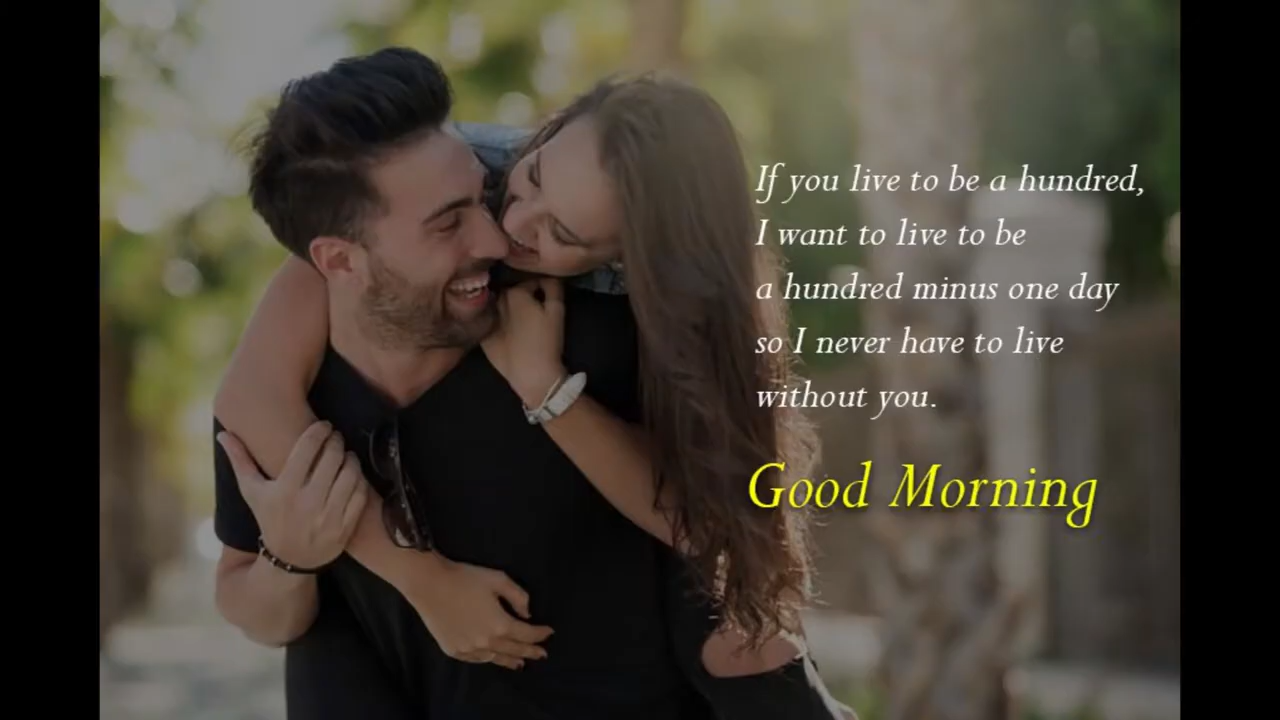 If you live to be a hundred,
I want to live to be
a hundred minus one day
so I never have to live
without you.
Good Morning